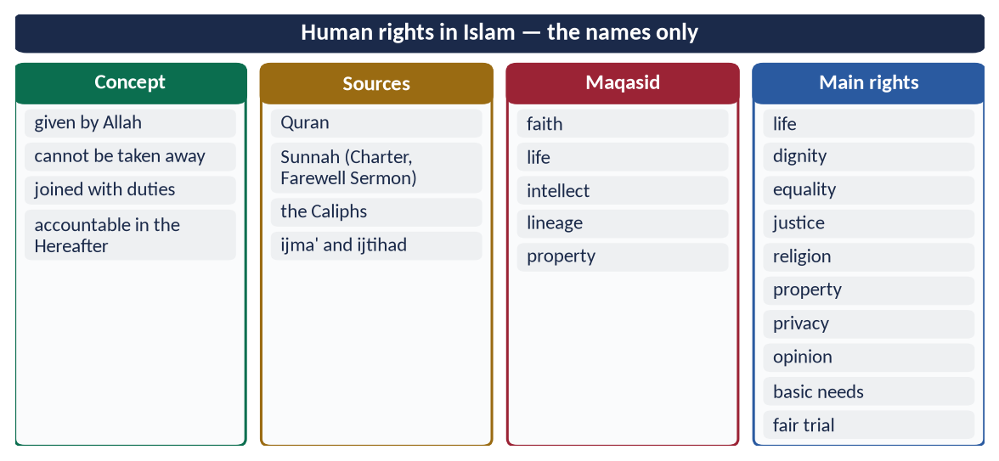 Human rights in Islam — the names only
Concept
given by Allah
cannot be taken away
joined with duties
accountable in the
Hereafter
Sources
Quran
Sunnah (Charter,
Farewell Sermon)
the Caliphs
ijma' and ijtihad
Maqasid
faith
life
intellect
lineage
property
Main rights
life
dignity
equality
justice
religion
property
privacy
opinion
basic needs
fair trial